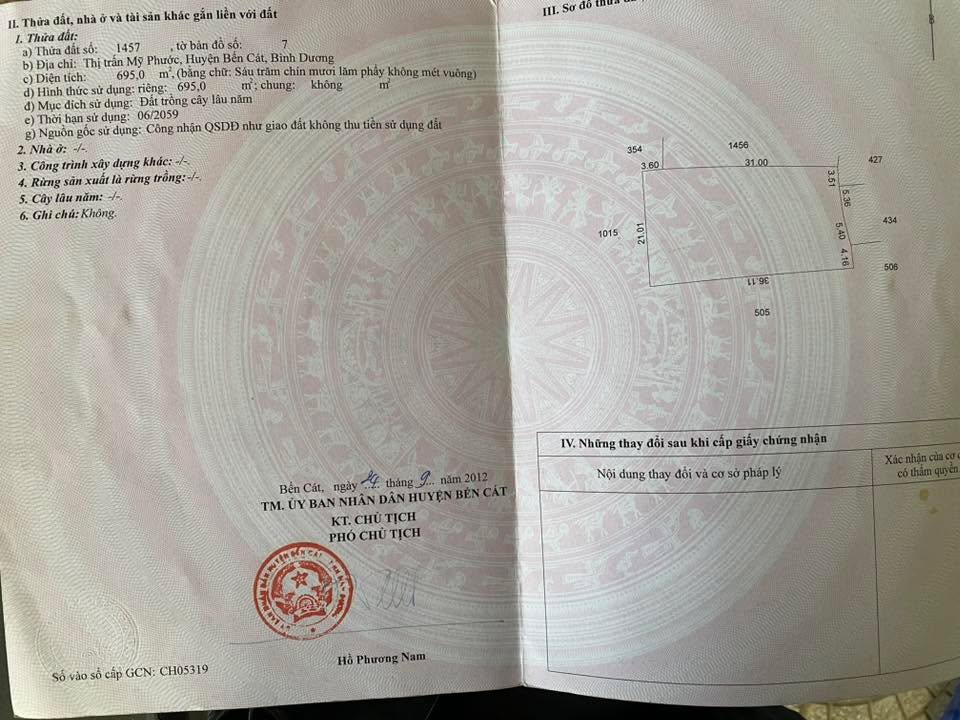 II. Thửa đất, nhà ở và tài sản khác gắn liền với đất
1. Thửa đất:
a) Thửa đất số: 1457 , tờ bản đồ số: 7
b) Địa chỉ: Thị trấn Mỹ Phước, Huyện Bến Cát, Bình Dương
c) Diện tích: 695,0 m², (bằng chữ: Sáu trăm chín mươi lăm phẩy không mét vuông)
d) Hình thức sử dụng: riêng: 695,0 m²; chung: không m²
đ) Mục đích sử dụng: Đất trồng cây lâu năm
e) Thời hạn sử dụng: 06/2059
g) Nguồn gốc sử dụng: Công nhận QSDĐ như giao đất không thu tiền sử dụng đất
2. Nhà ở: -/-.
3. Công trình xây dựng khác: -/-.
4. Rừng sản xuất là rừng trồng: -/-.
5. Cây lâu năm: -/-.
6. Ghi chú: Không.
Bến Cát, ngày 24 tháng 9 năm 2012
TM. ỦY BAN NHÂN DÂN HUYỆN BẾN CÁT
KT. CHỦ TỊCH
PHÓ CHỦ TỊCH
Hồ Phương Nam
Số vào sổ cấp GCN: CH05319
III. Sơ đồ thửa
B
354
1456
427
3.60
31.00
3.51
5.36
1015
21.01
5.40
434
4.16
506
36.11
505
IV. Những thay đổi sau khi cấp giấy chứng nhận
Nội dung thay đổi và cơ sở pháp lý
Xác nhận của cơ
có thẩm quyền